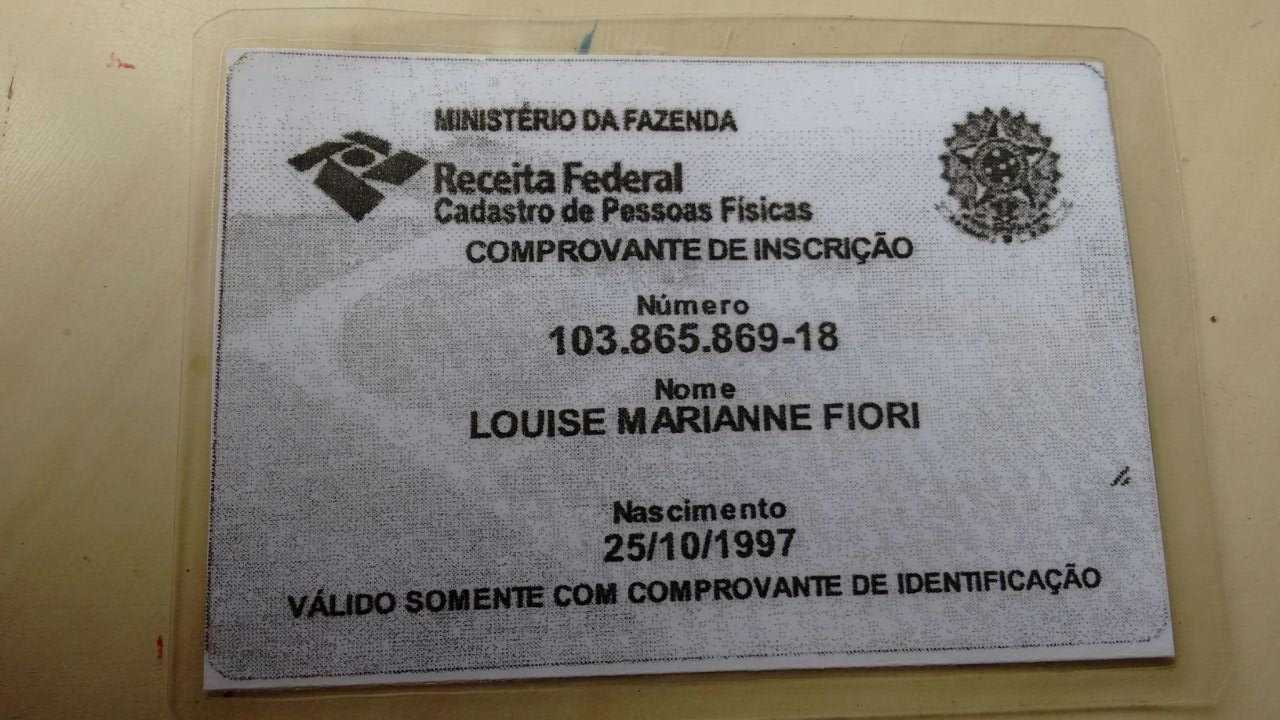 MINISTÉRIO DA FAZENDA
Receita Federal
Cadastro de Pessoas Físicas
COMPROVANTE DE INSCRIÇÃO
Número
103.865.869-18
Nome
LOUISE MARIANNE FIORI
Nascimento
25/10/1997
VÁLIDO SOMENTE COM COMPROVANTE DE IDENTIFICAÇÃO